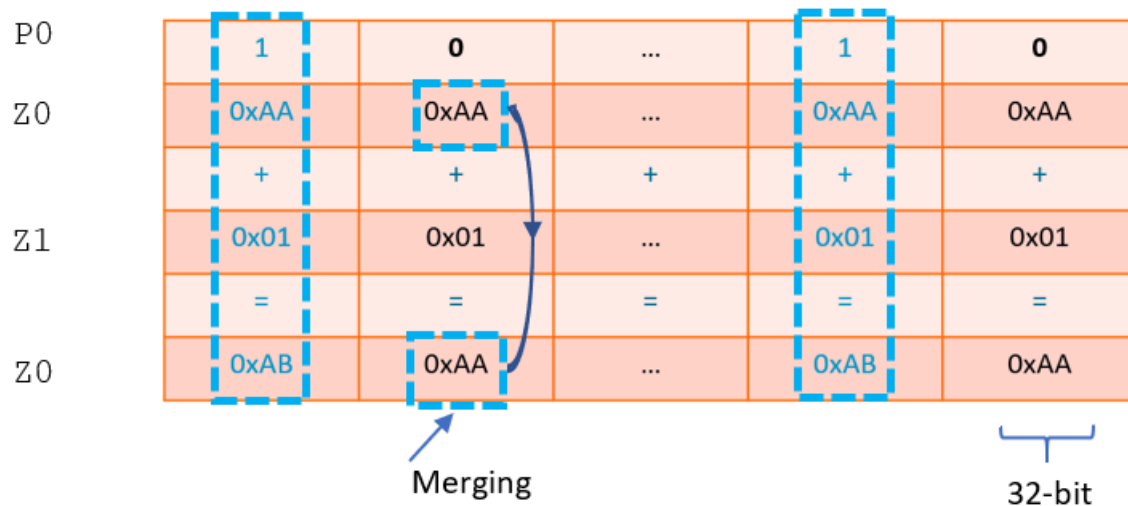 P0 1 0 ... 1 0
Z0 0xAA 0xAA ... 0xAA 0xAA
+ + + + +
Z1 0x01 0x01 ... 0x01 0x01
= = = = =
Z0 0xAB 0xAA ... 0xAB 0xAA
Merging
32-bit